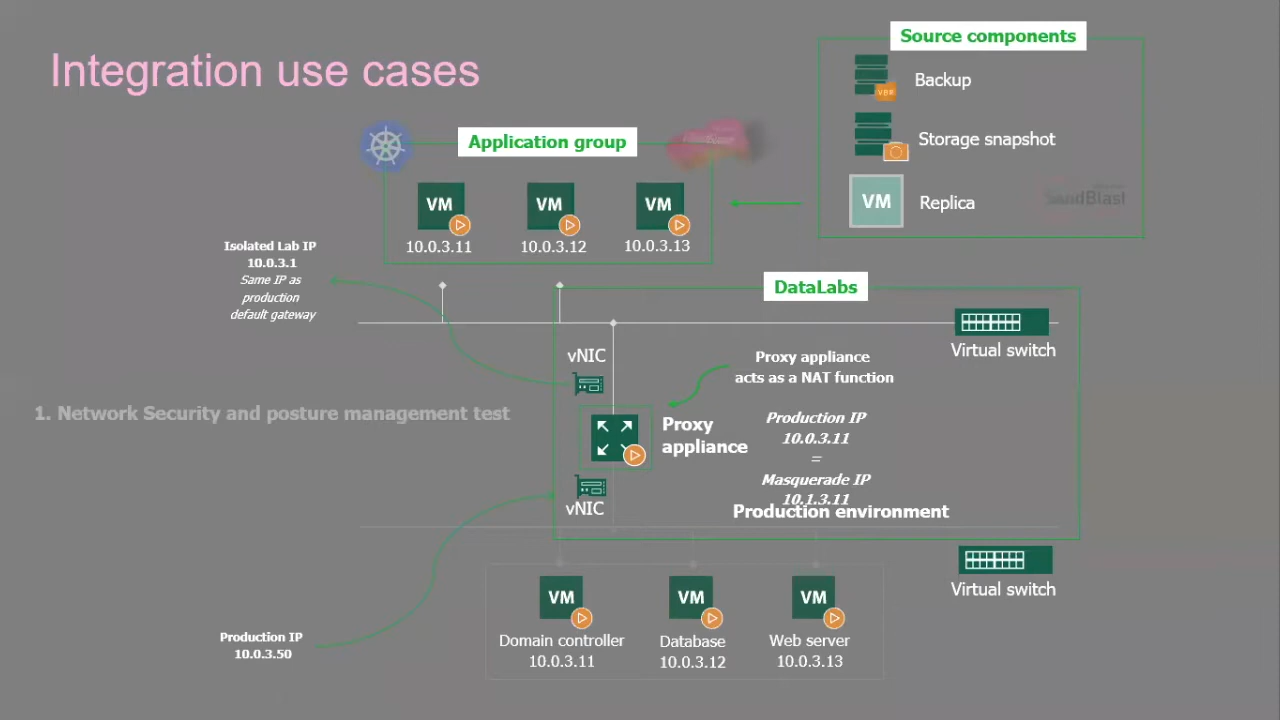 Integration use cases
Source components
Backup
VBR
Storage snapshot
VM
Replica
SandBlast
Application group
VM
VM
VM
10.0.3.11
10.0.3.12
10.0.3.13
Isolated Lab IP
10.0.3.1
Same IP as
production
default gateway
DataLabs
Virtual switch
vNIC
Proxy appliance
acts as a NAT function
1. Network Security and posture management test
Proxy
appliance
Production IP
10.0.3.11
=
Masquerade IP
10.1.3.11
vNIC
Production environment
Virtual switch
VM
VM
VM
Domain controller
10.0.3.11
Database
10.0.3.12
Web server
10.0.3.13
Production IP
10.0.3.50